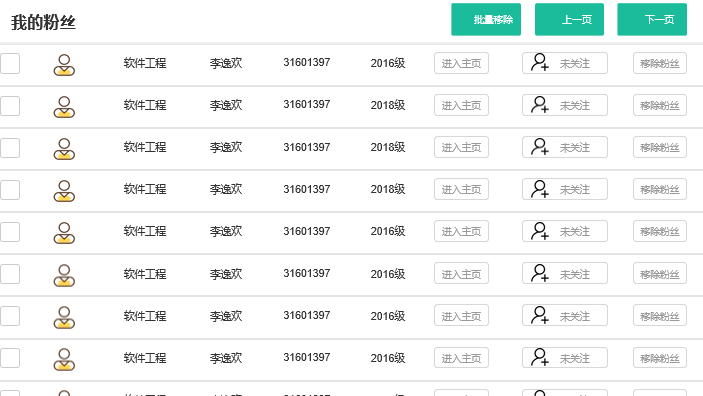 我的粉丝 批量移除 上一页 下一页
软件工程 李逸欢 31601397 2016级 进入主页 未关注 移除粉丝
软件工程 李逸欢 31601397 2018级 进入主页 未关注 移除粉丝
软件工程 李逸欢 31601397 2018级 进入主页 未关注 移除粉丝
软件工程 李逸欢 31601397 2018级 进入主页 未关注 移除粉丝
软件工程 李逸欢 31601397 2016级 进入主页 未关注 移除粉丝
软件工程 李逸欢 31601397 2016级 进入主页 未关注 移除粉丝
软件工程 李逸欢 31601397 2016级 进入主页 未关注 移除粉丝
软件工程 李逸欢 31601397 2016级 进入主页 未关注 移除粉丝